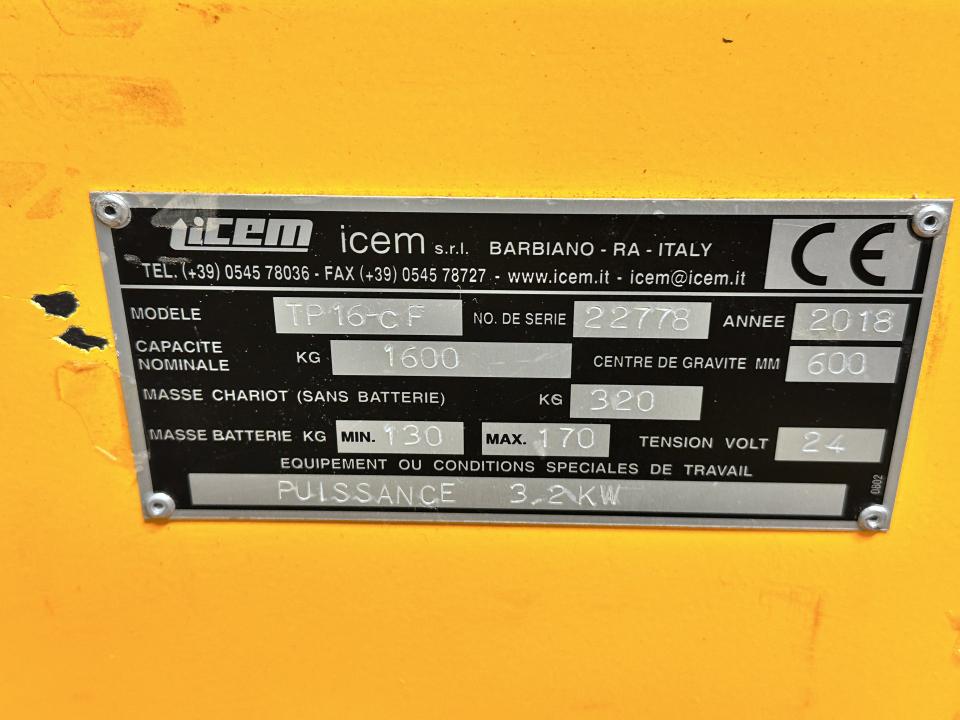 icem icem s.r.l. BARBIANO - RA - ITALY CE
TEL. (+39) 0545 78036 - FAX (+39) 0545 78727 - www.icem.it - icem@icem.it
MODELE TP16-CF NO. DE SERIE 22778 ANNEE 2018
CAPACITE NOMINALE KG 1600 CENTRE DE GRAVITE MM 600
MASSE CHARIOT (SANS BATTERIE) KG 320
MASSE BATTERIE KG MIN. 130 MAX. 170 TENSION VOLT 24
EQUIPEMENT OU CONDITIONS SPECIALES DE TRAVAIL
PUISSANCE 3.2KW
0802